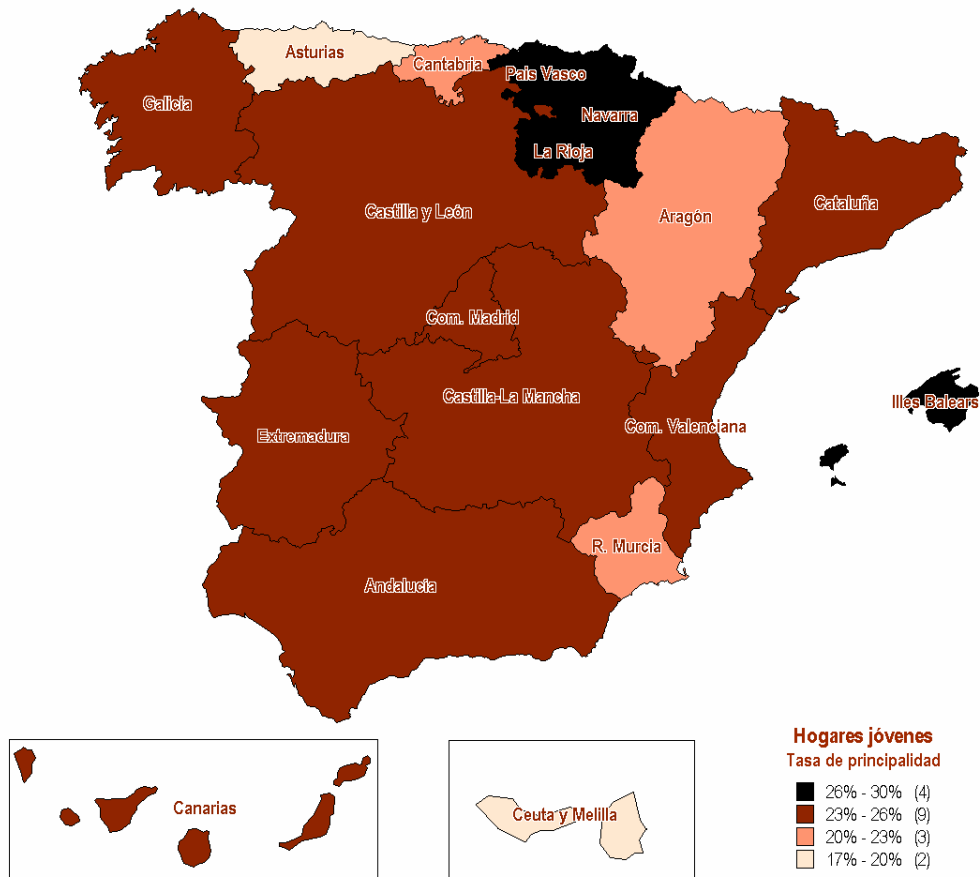 Asturias
Cantabria
Pais Vasco
Galicia
Navarra
La Rioja
Castilla y León
Aragón
Cataluña
Com. Madrid
Castilla-La Mancha
Illes Balears
Extremadura
Com. Valenciana
R. Murcia
Andalucía
Canarias
Ceuta y Melilla
Hogares jóvenes
Tasa de principalidad
26% - 30% (4)
23% - 26% (9)
20% - 23% (3)
17% - 20% (2)